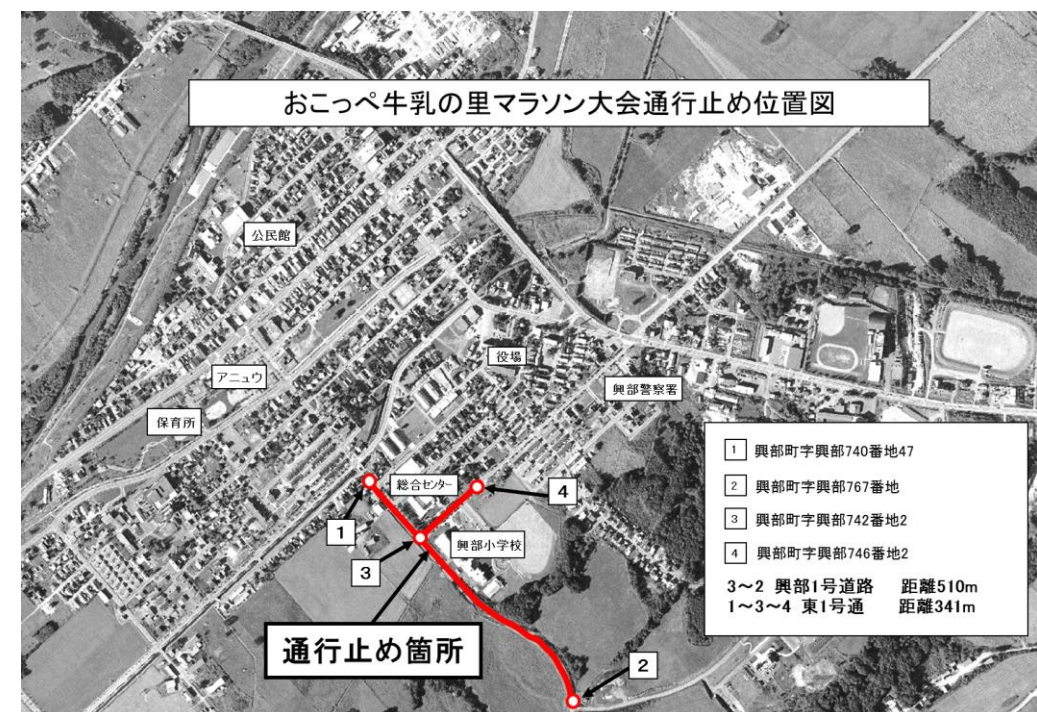 おこっぺ牛乳の里マラソン大会通行止め位置図
公民館
役場
アニュウ
興部警察署
保育所
総合センター
1
4
3
興部小学校
通行止め箇所
2
1 興部町字興部740番地47
2 興部町字興部767番地
3 興部町字興部742番地2
4 興部町字興部746番地2
3～2 興部1号道路 距離510m
1～3～4 東1号通 距離341m